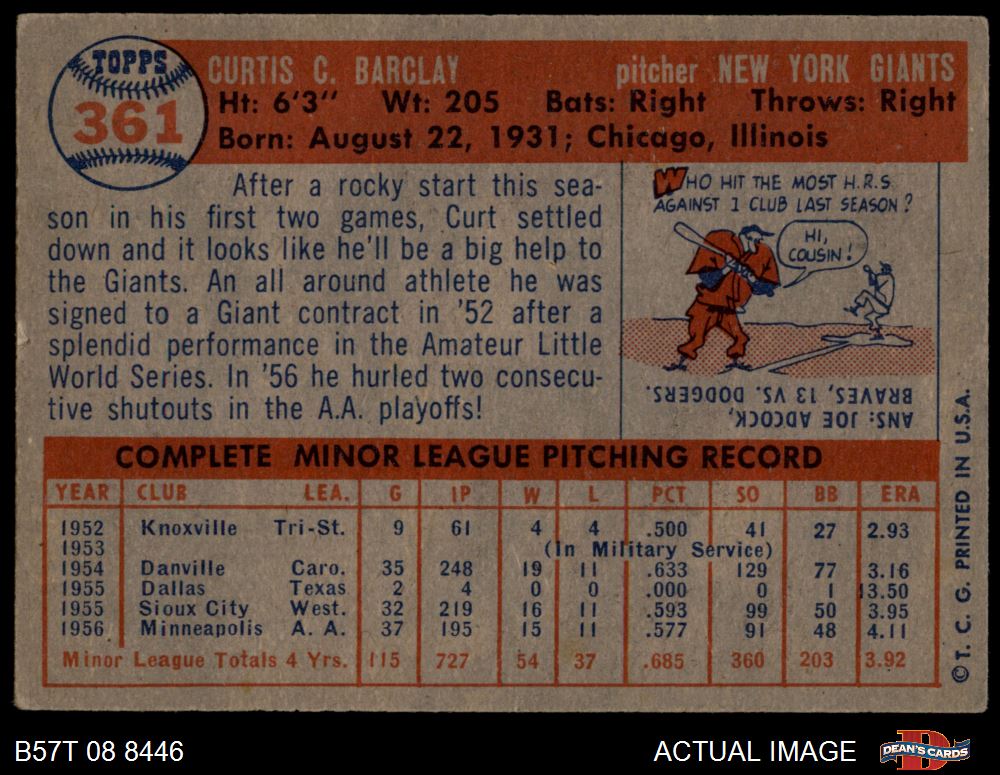 TOPPS
361
CURTIS C. BARCLAY pitcher NEW YORK GIANTS
Ht: 6'3" Wt: 205 Bats: Right Throws: Right
Born: August 22, 1931; Chicago, Illinois
After a rocky start this sea-
son in his first two games, Curt settled
down and it looks like he'll be a big help to
the Giants. An all around athlete he was
signed to a Giant contract in '52 after a
splendid performance in the Amateur Little
World Series. In '56 he hurled two consecu-
tive shutouts in the A.A. playoffs!
WHO HIT THE MOST H.R.S
AGAINST 1 CLUB LAST SEASON?
HI,
COUSIN!
ANS: JOE ADCOCK,
BRAVES, 13 VS. DODGERS.
COMPLETE MINOR LEAGUE PITCHING RECORD
YEAR CLUB LEA. G IP W L PCT SO BB ERA
1952 Knoxville Tri-St. 9 61 4 4 .500 41 27 2.93
1953 (In Military Service)
1954 Danville Caro. 35 248 19 11 .633 129 77 3.16
1955 Dallas Texas 2 4 0 0 .000 0 1 13.50
1955 Sioux City West. 32 219 16 11 .593 99 50 3.95
1956 Minneapolis A. A. 37 195 15 11 .577 91 48 4.11
Minor League Totals 4 Yrs. 115 727 54 37 .685 360 203 3.92
© T. C. G. PRINTED IN U.S.A.
B57T 08 8446 ACTUAL IMAGE
D
DEAN'S CARDS